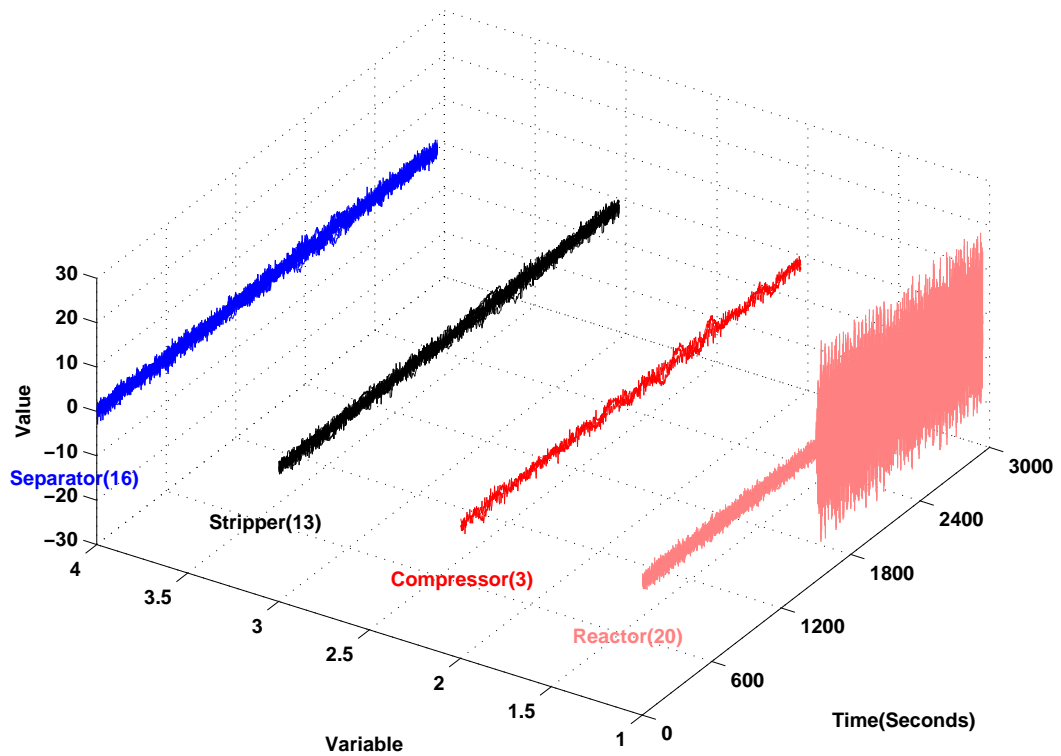 30
20
10
0
−10
−20
−30
Value
Separator(16)
Stripper(13)
Compressor(3)
Reactor(20)
4
3.5
3
2.5
2
1.5
1
Variable
0
600
1200
1800
2400
3000
Time(Seconds)